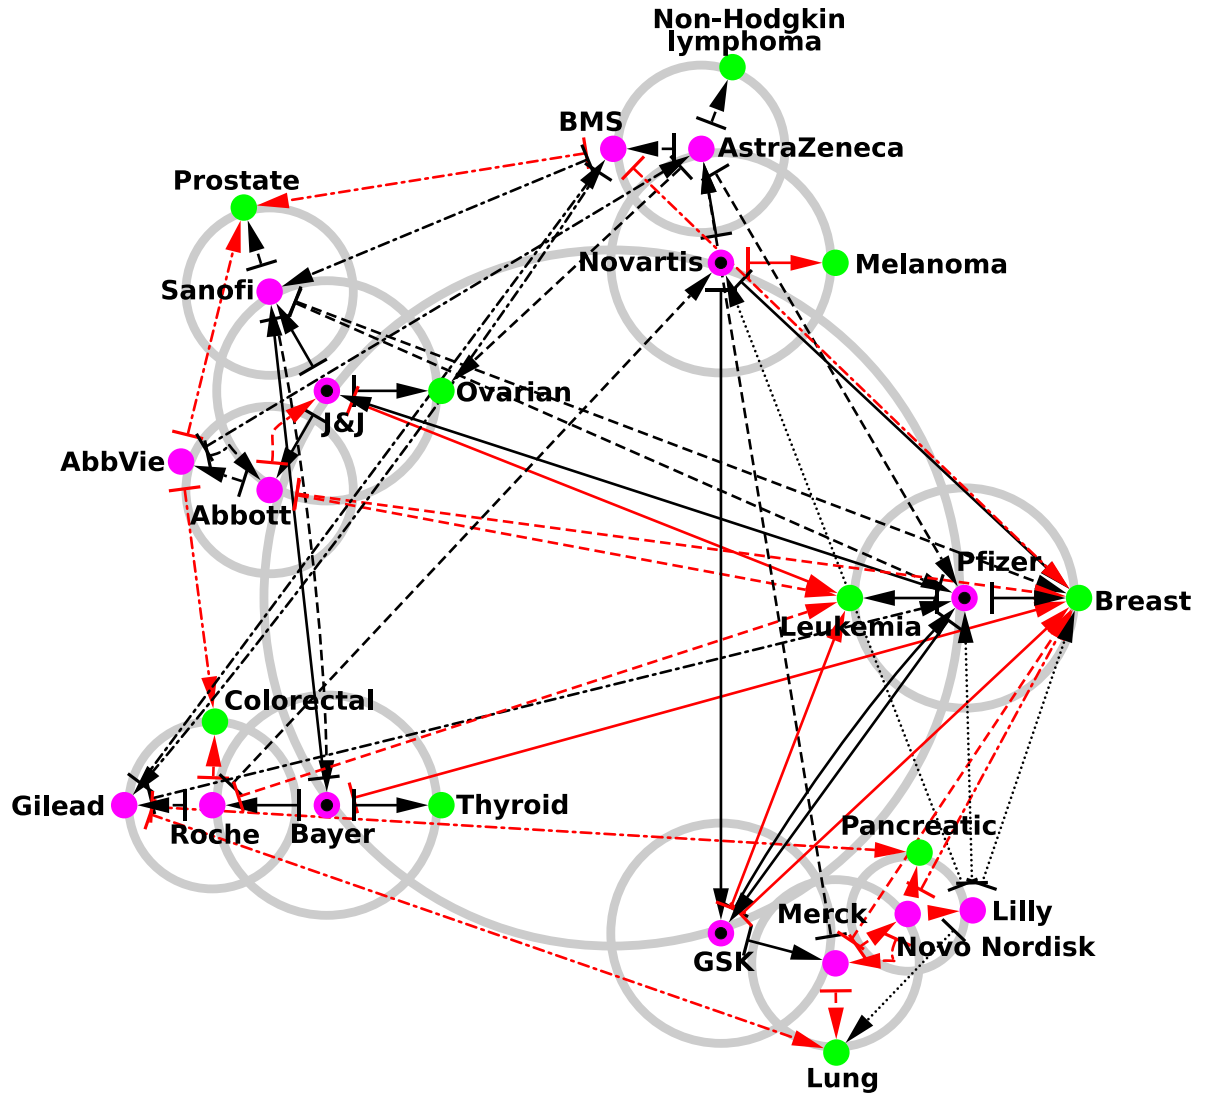 Non-Hodgkin
lymphoma
BMS
AstraZeneca
Prostate
Novartis
Melanoma
Sanofi
Ovarian
J&J
AbbVie
Abbott
Pfizer
Breast
Leukemia
Colorectal
Gilead
Roche
Bayer
Thyroid
Pancreatic
Merck
Lilly
Novo Nordisk
GSK
Lung